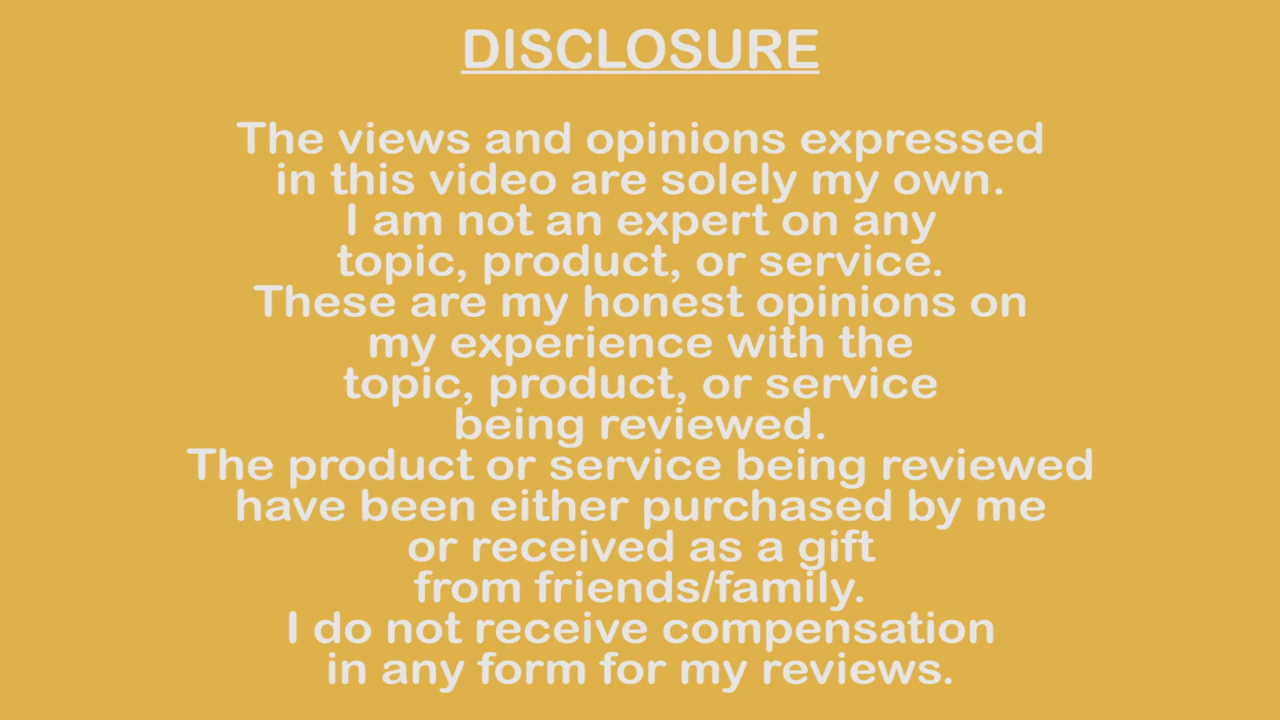 DISCLOSURE
The views and opinions expressed
in this video are solely my own.
I am not an expert on any
topic, product, or service.
These are my honest opinions on
my experience with the
topic, product, or service
being reviewed.
The product or service being reviewed
have been either purchased by me
or received as a gift
from friends/family.
I do not receive compensation
in any form for my reviews.